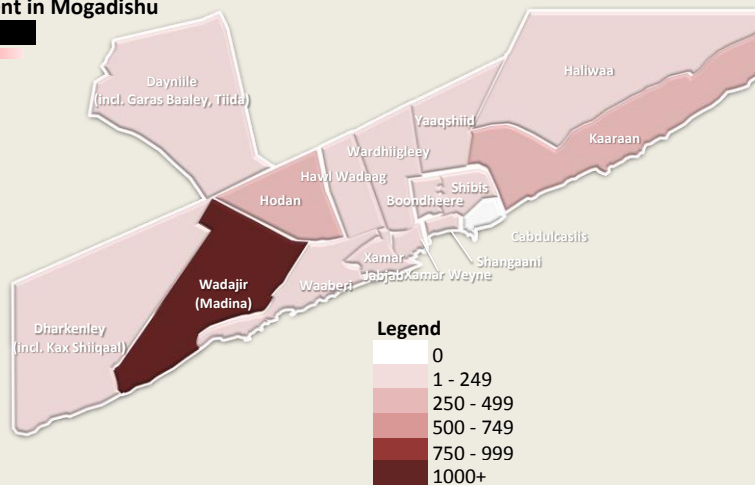 nt in Mogadishu
Haliwaa
Dayniile
(incl. Garas Baaley, Tiida)
Yaaqshiid
Kaaraan
Wardhiigleey
Hawl Wadaag
Shibis
Hodan
Boondheere
Cabdulcasiis
Xamar
Jabjab
Xamar Weyne
Shangaani
Wadajir
(Madina)
Waaberi
Dharkenley
(incl. Kax Shiiqaal)
Legend
0
1 - 249
250 - 499
500 - 749
750 - 999
1000+